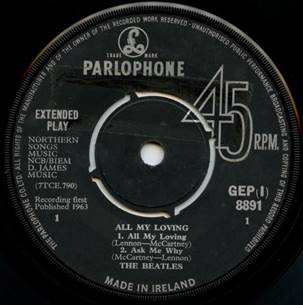 THE PARLOPHONE CO. LTD. ALL RIGHTS OF THE MANUFACTURER AND OF THE OWNER OF THE RECORDED WORK RESERVED. UNAUTHORISED PUBLIC PERFORMANCE BROADCASTING AND COPYING OF THIS RECORD PROHIBITED
TRADE MARK
PARLOPHONE
45
R.P.M.
EXTENDED
PLAY
NORTHERN
SONGS
MUSIC
NCB/BIEM
D. JAMES
MUSIC
(7TCE.790)
Recording first
Published 1963
1
GEP(I)
8891
1
ALL MY LOVING
1. All My Loving
(Lennon—McCartney)
2. Ask Me Why
(McCartney—Lennon)
THE BEATLES
MADE IN IRELAND